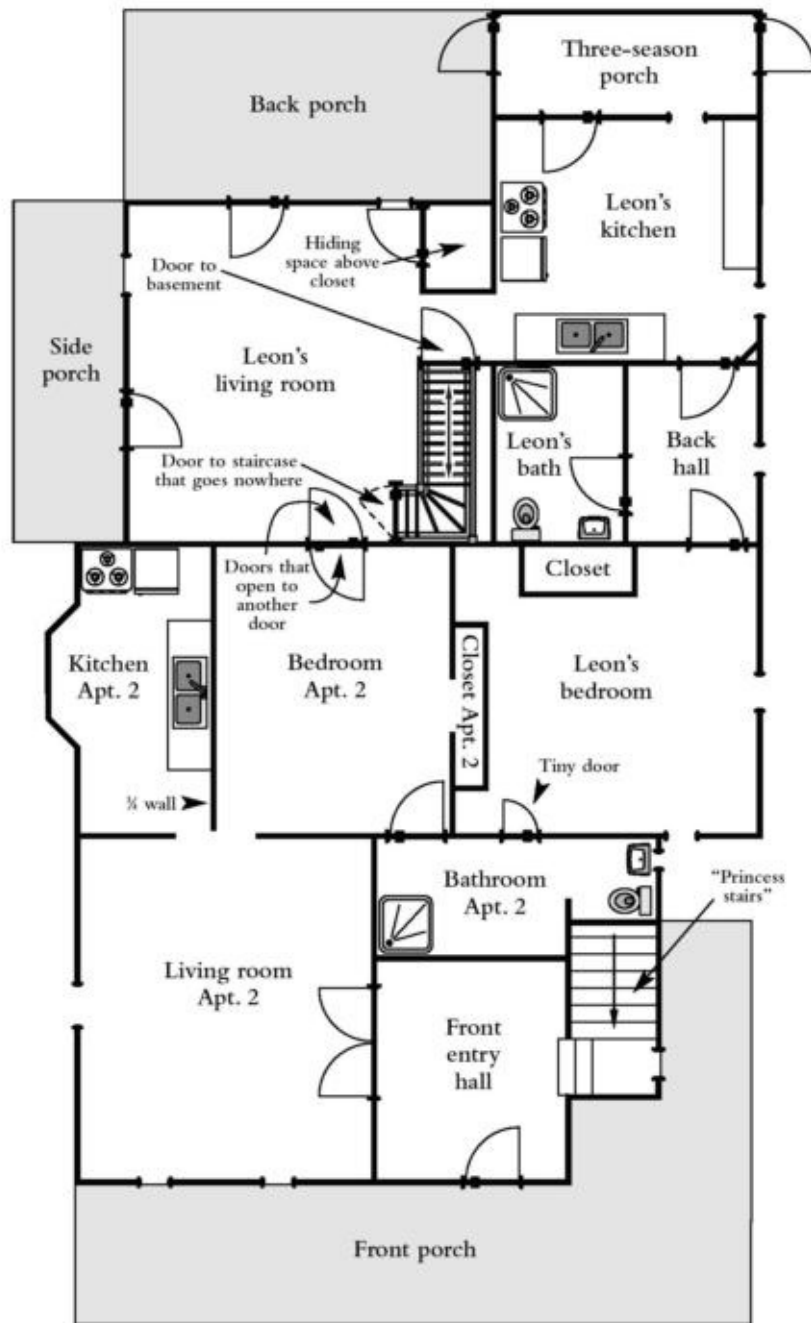 Three-season
porch
Back porch
Leon's
kitchen
Hiding
space above
closet
Door to
basement
Side
porch
Leon's
living room
Leon's
bath
Back
hall
Door to staircase
that goes nowhere
Doors that
open to
another
door
Closet
Kitchen
Apt. 2
Bedroom
Apt. 2
Closet Apt. 2
Leon's
bedroom
¾ wall
Tiny door
Bathroom
Apt. 2
"Princess
stairs"
Living room
Apt. 2
Front
entry
hall
Front porch